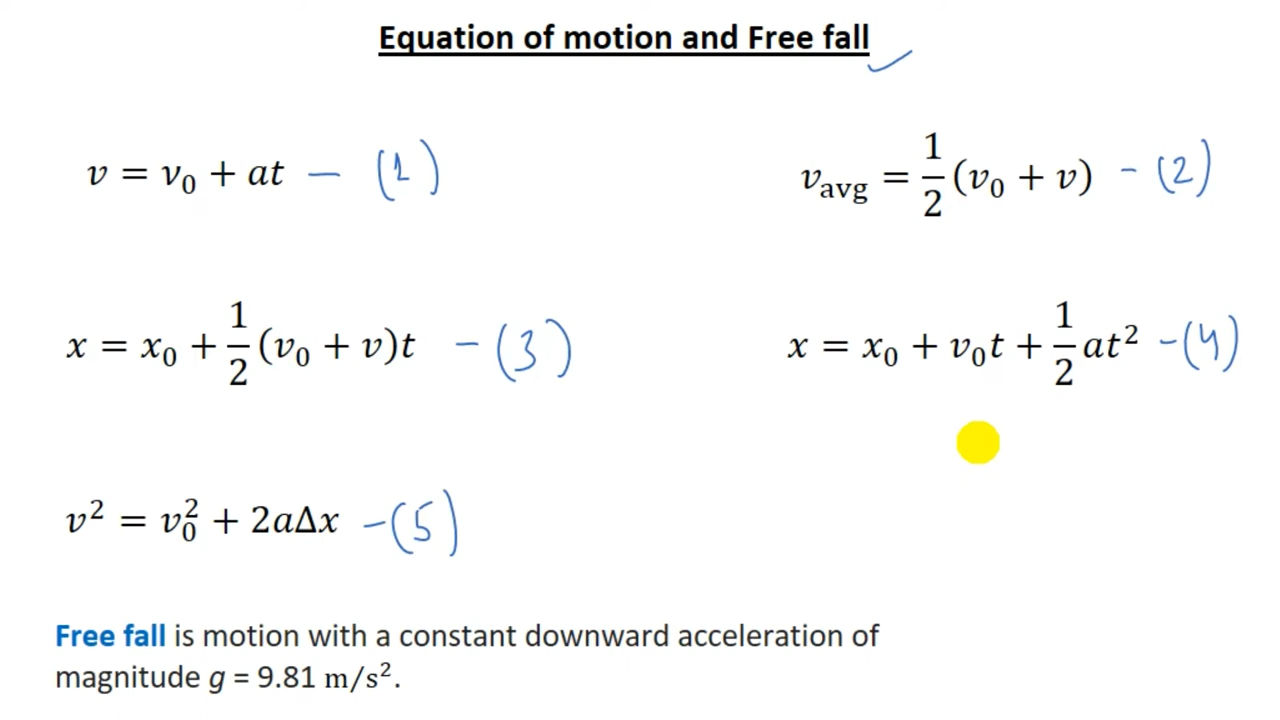 Equation of motion and Free fall
v = v₀ + at – (1)
v_avg = 1/2 (v₀ + v) – (2)
x = x₀ + 1/2 (v₀ + v)t – (3)
x = x₀ + v₀t + 1/2 at² – (4)
v² = v₀² + 2aΔx – (5)
Free fall is motion with a constant downward acceleration of
magnitude g = 9.81 m/s².